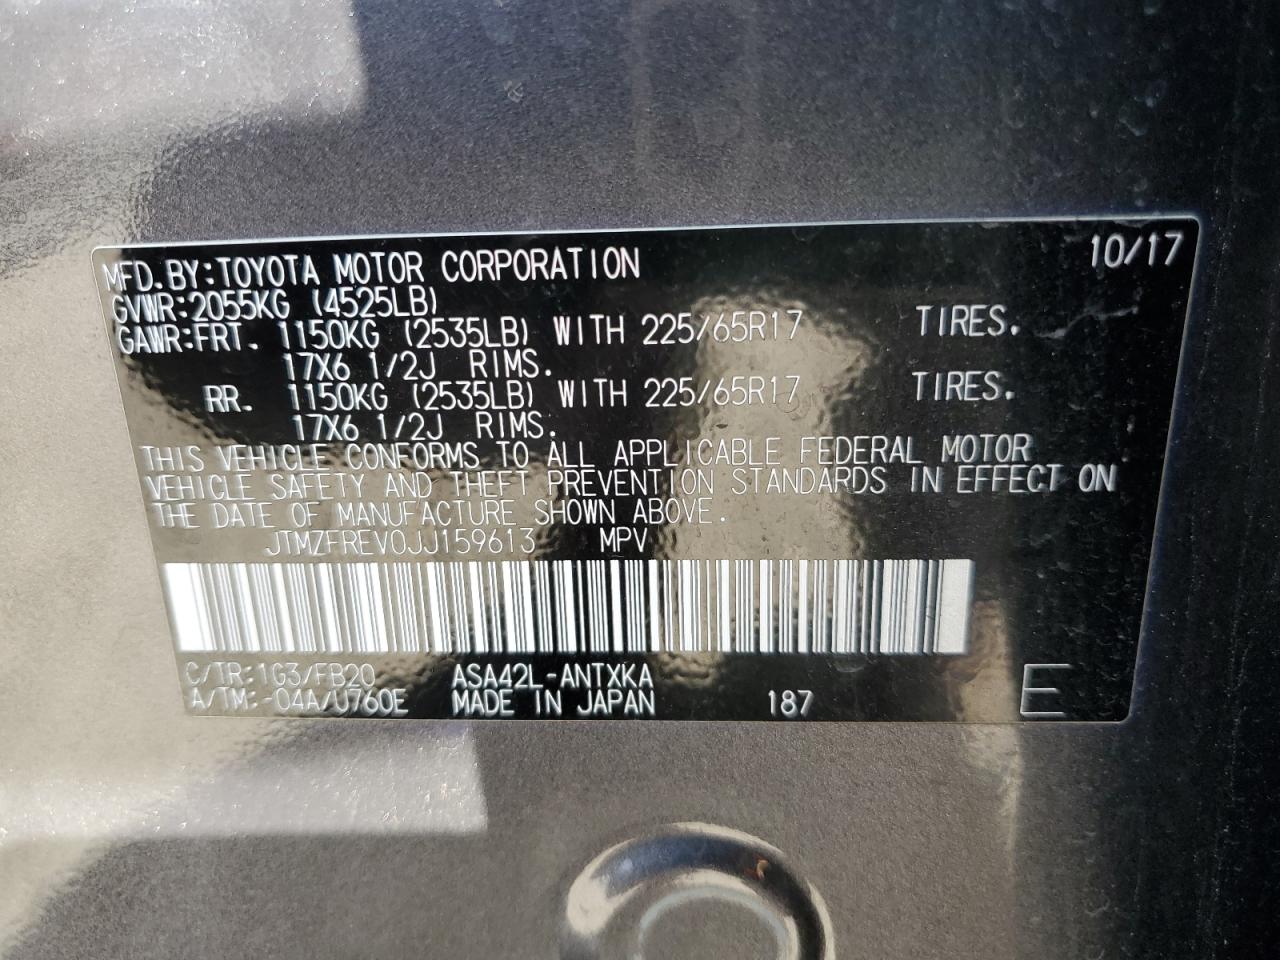 MFD.BY:TOYOTA MOTOR CORPORATION 10/17
GVWR:2055KG (4525LB)
GAWR:FRT. 1150KG (2535LB) WITH 225/65R17 TIRES.
17X6 1/2J RIMS.
RR. 1150KG (2535LB) WITH 225/65R17 TIRES.
17X6 1/2J RIMS.
THIS VEHICLE CONFORMS TO ALL APPLICABLE FEDERAL MOTOR
VEHICLE SAFETY AND THEFT PREVENTION STANDARDS IN EFFECT ON
THE DATE OF MANUFACTURE SHOWN ABOVE.
JTMZFREV0JJ159613 MPV
C/TR:1G3/FB20 ASA42L-ANTXKA
A/TM:-04A/U760E MADE IN JAPAN 187 E